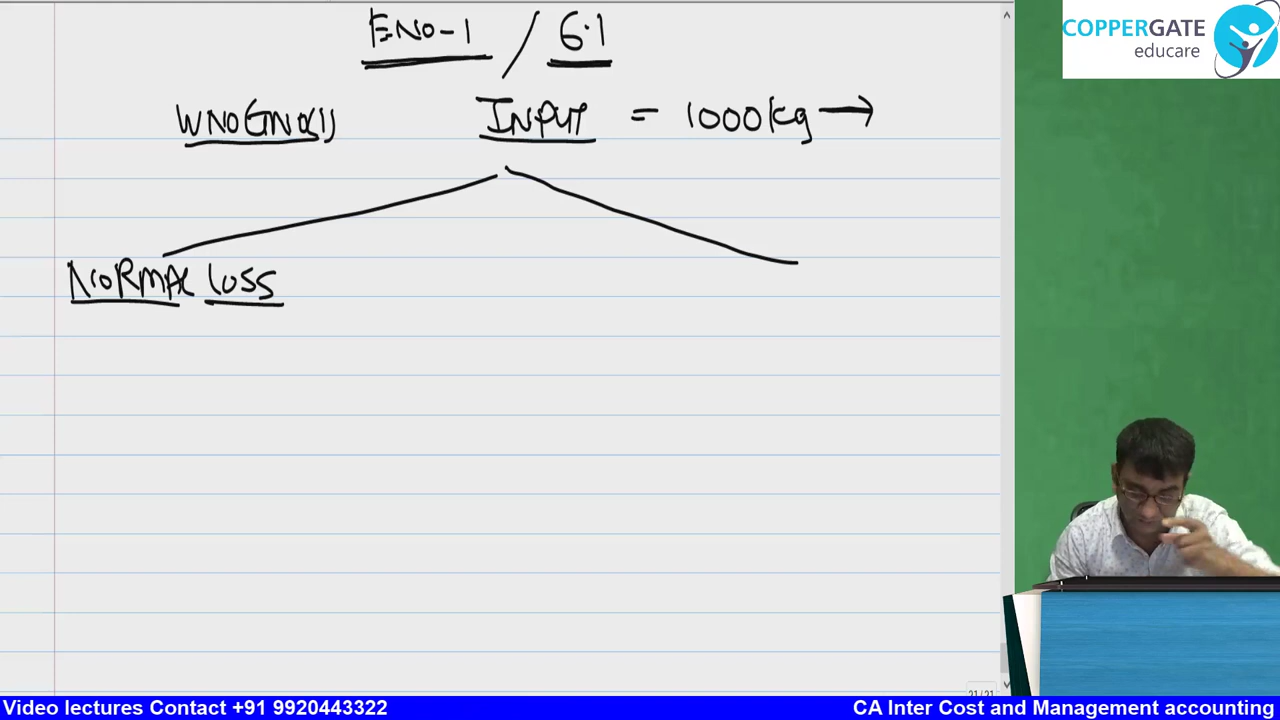 ENO-1 / 6.1
INPUT = 1000kg →
NORMAL LOSS
COPPERGATE
educare
Video lectures Contact +91 9920443322
CA Inter Cost and Management accounting